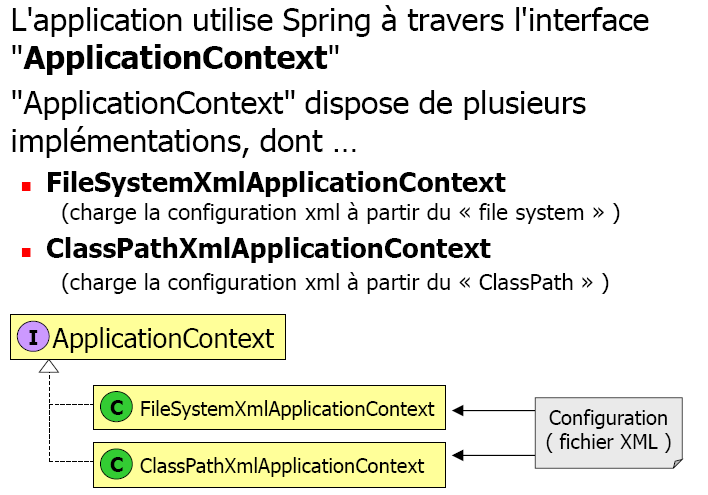 L'application utilise Spring à travers l'interface
"ApplicationContext"
"ApplicationContext" dispose de plusieurs
implémentations, dont ...
FileSystemXmlApplicationContext
(charge la configuration xml à partir du « file system » )
ClassPathXmlApplicationContext
(charge la configuration xml à partir du « ClassPath » )
I ApplicationContext
C FileSystemXmlApplicationContext
C ClassPathXmlApplicationContext
Configuration
( fichier XML )